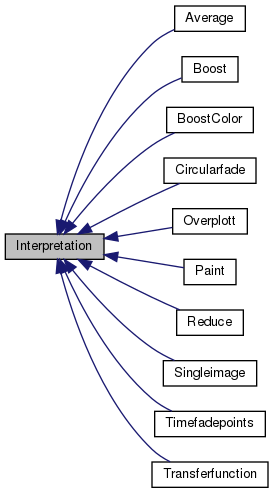 Average
Boost
BoostColor
Circularfade
Overplott
Interpretation
Paint
Reduce
Singleimage
Timefadepoints
Transferfunction